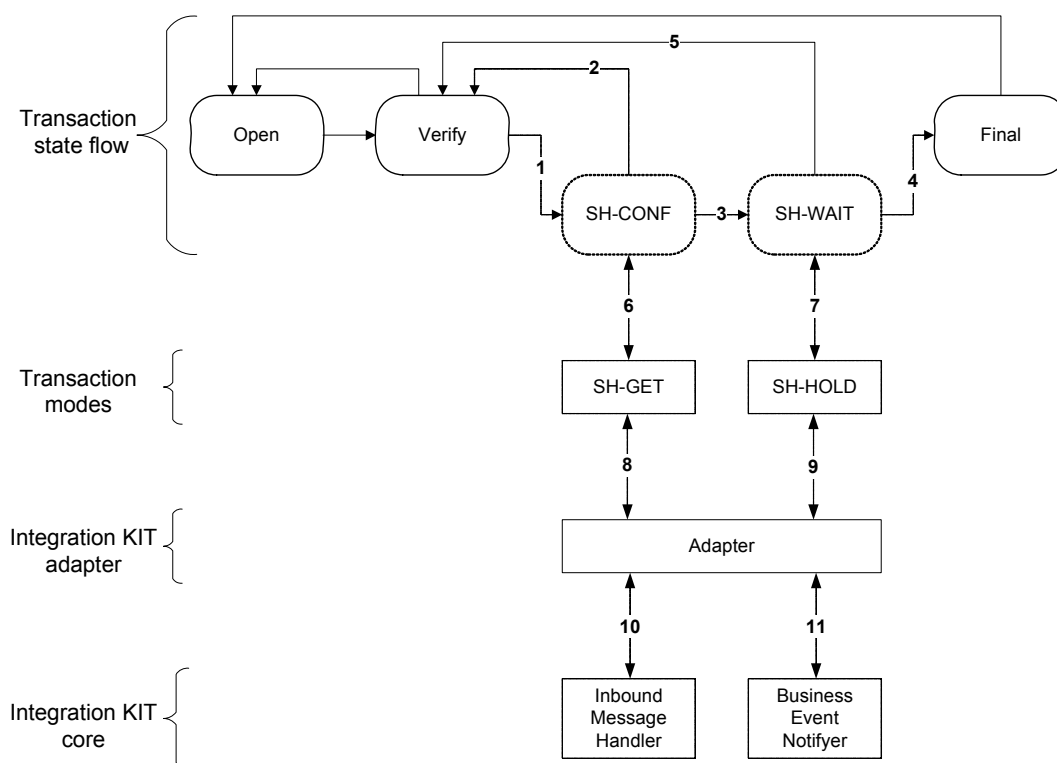 5
2
Transaction
state flow
Open
Verify
Final
1
4
SH-CONF
3
SH-WAIT
6
7
Transaction
modes
SH-GET
SH-HOLD
8
9
Integration KIT
adapter
Adapter
10
11
Integration KIT
core
Inbound
Message
Handler
Business
Event
Notifyer